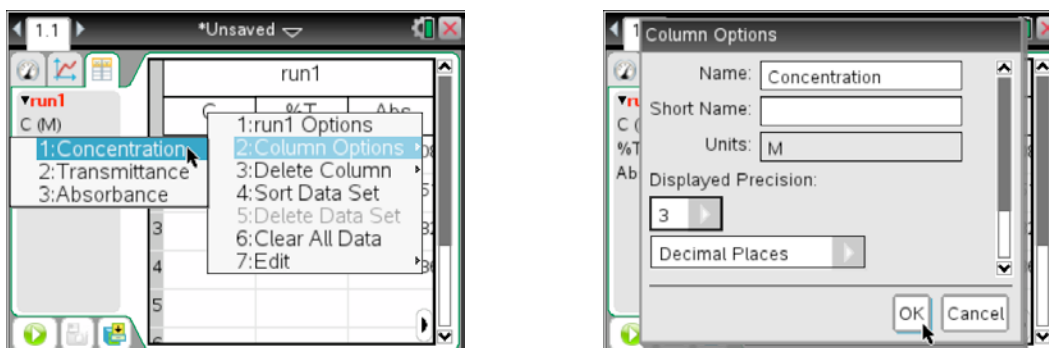 1.1
*Unsaved
run1
run1
C (M)
C %T Abs
1:run1 Options
2:Column Options
3:Delete Column
4:Sort Data Set
5:Delete Data Set
6:Clear All Data
7:Edit
1:Concentration
2:Transmittance
3:Absorbance
3
4
5
Column Options
Name: Concentration
Short Name:
Units: M
Displayed Precision:
3
Decimal Places
OK Cancel
%T